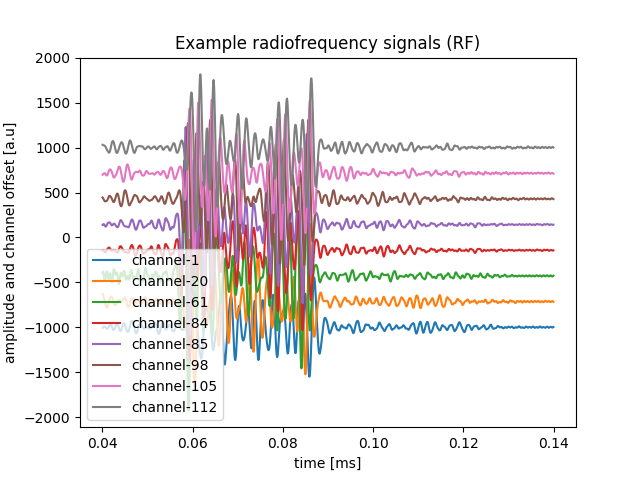 Example radiofrequency signals (RF)
amplitude and channel offset [a.u]
2000
1500
1000
500
0
−500
−1000
−1500
−2000
channel-1
channel-20
channel-61
channel-84
channel-85
channel-98
channel-105
channel-112
0.04 0.06 0.08 0.10 0.12 0.14
time [ms]